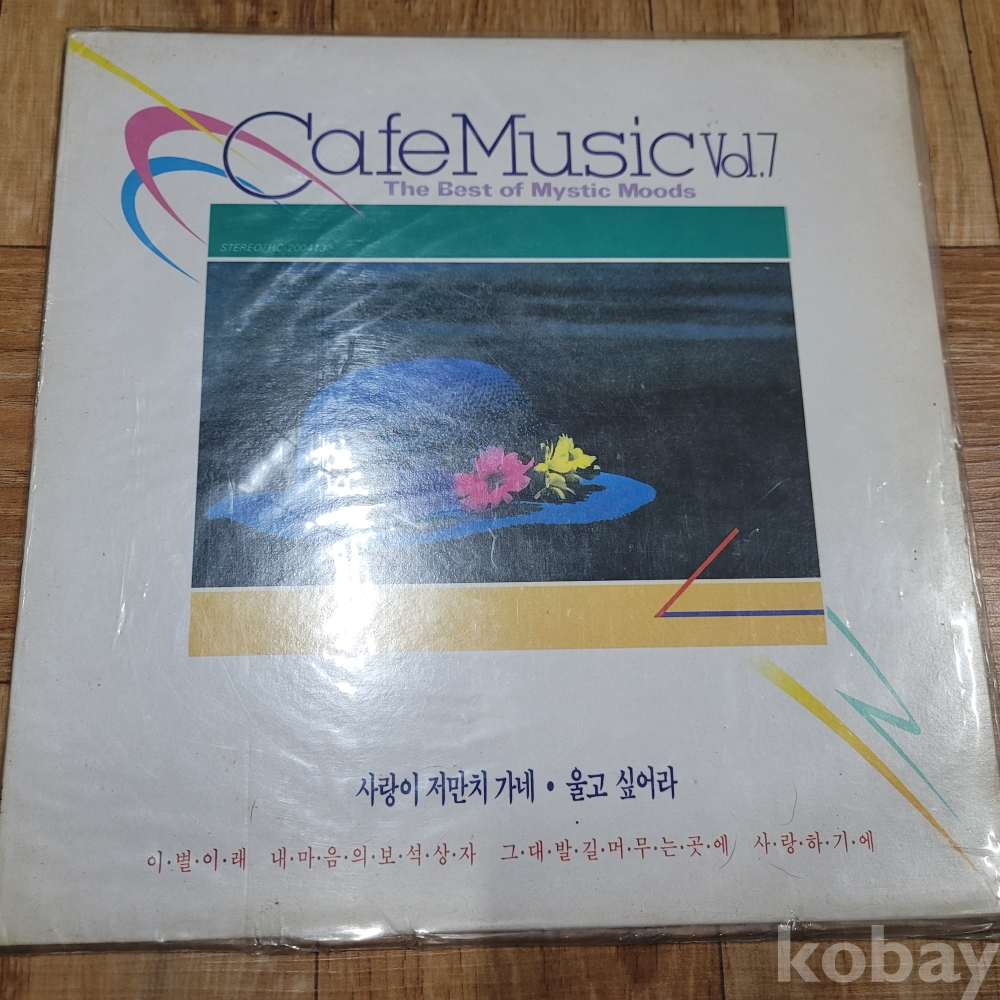 CafeMusic Vol.7
The Best of Mystic Moods
STEREO/HC-200413
사랑이 저만치 가네 • 울고 싶어라
이·별·이·래 내·마·음·의·보·석·상·자 그·대·발·길·머·무·는·곳·에 사·랑·하·기·에
kobay